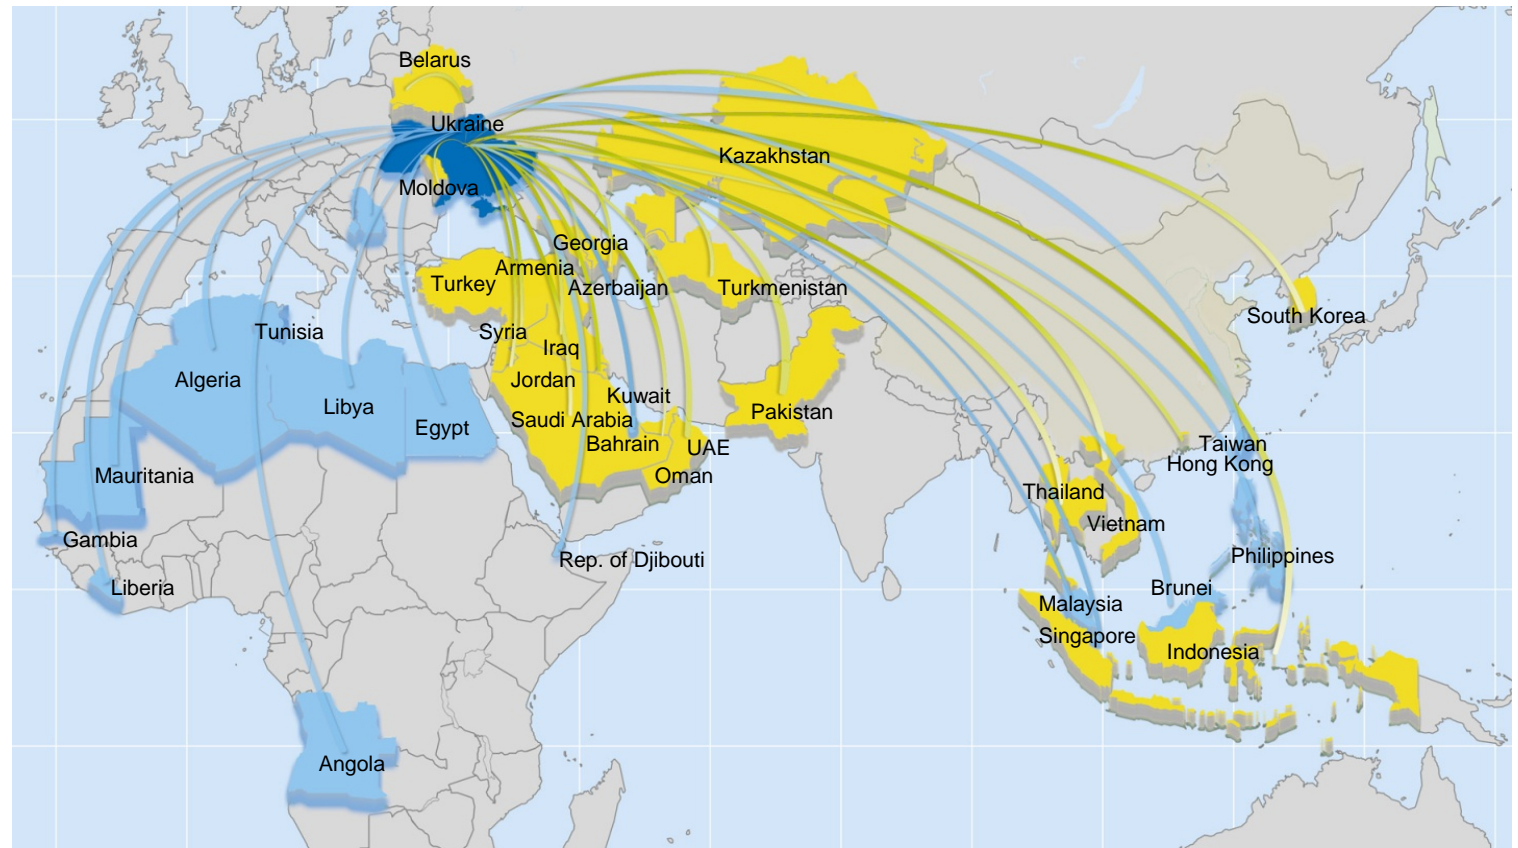 Belarus
Ukraine
Kazakhstan
Moldova
Georgia
Armenia
Turkey
Azerbaijan
Turkmenistan
South Korea
Tunisia
Syria
Iraq
Algeria
Jordan
Kuwait
Libya
Pakistan
Saudi Arabia
Egypt
Bahrain
UAE
Taiwan
Hong Kong
Mauritania
Oman
Thailand
Vietnam
Gambia
Rep. of Djibouti
Philippines
Liberia
Brunei
Malaysia
Singapore
Indonesia
Angola